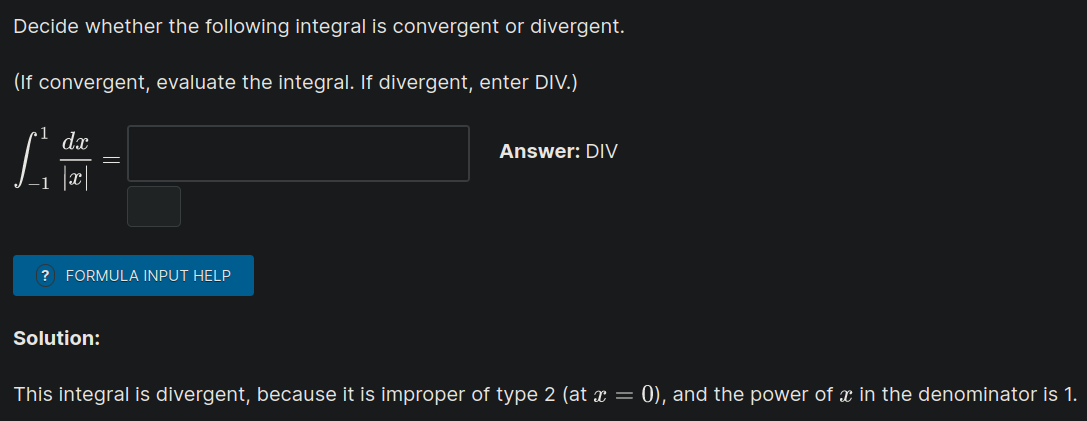 Decide whether the following integral is convergent or divergent.
(If convergent, evaluate the integral. If divergent, enter DIV.)
∫_{-1}^{1} dx/|x| =
Answer: DIV
? FORMULA INPUT HELP
Solution:
This integral is divergent, because it is improper of type 2 (at x = 0), and the power of x in the denominator is 1.